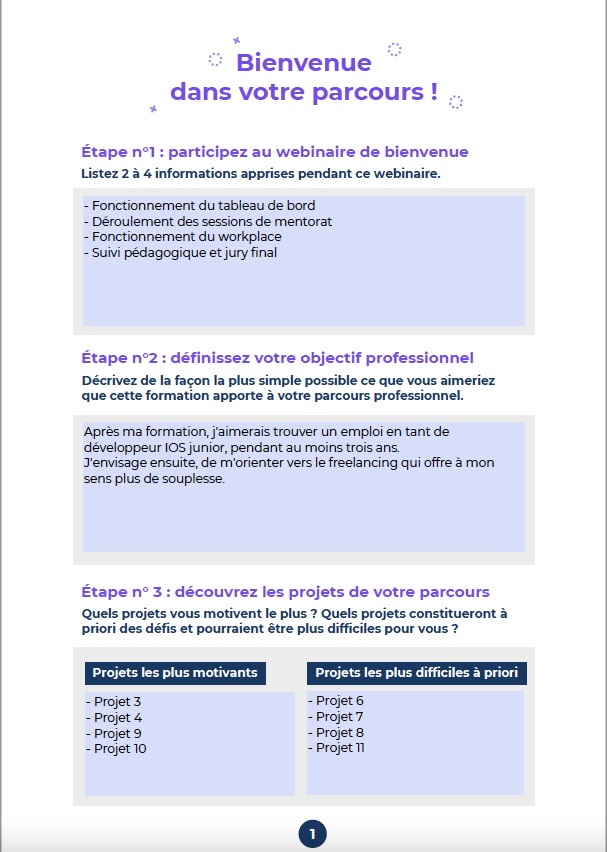 Bienvenue
dans votre parcours !
Étape n°1 : participez au webinaire de bienvenue
Listez 2 à 4 informations apprises pendant ce webinaire.
- Fonctionnement du tableau de bord
- Déroulement des sessions de mentorat
- Fonctionnement du workplace
- Suivi pédagogique et jury final
Étape n°2 : définissez votre objectif professionnel
Décrivez de la façon la plus simple possible ce que vous aimeriez
que cette formation apporte à votre parcours professionnel.
Après ma formation, j'aimerais trouver un emploi en tant de
développeur IOS junior, pendant au moins trois ans.
J'envisage ensuite, de m'orienter vers le freelancing qui offre à mon
sens plus de souplesse.
Étape n° 3 : découvrez les projets de votre parcours
Quels projets vous motivent le plus ? Quels projets constitueront à
priori des défis et pourraient être plus difficiles pour vous ?
Projets les plus motivants
- Projet 3
- Projet 4
- Projet 9
- Projet 10
Projets les plus difficiles à priori
- Projet 6
- Projet 7
- Projet 8
- Projet 11
1